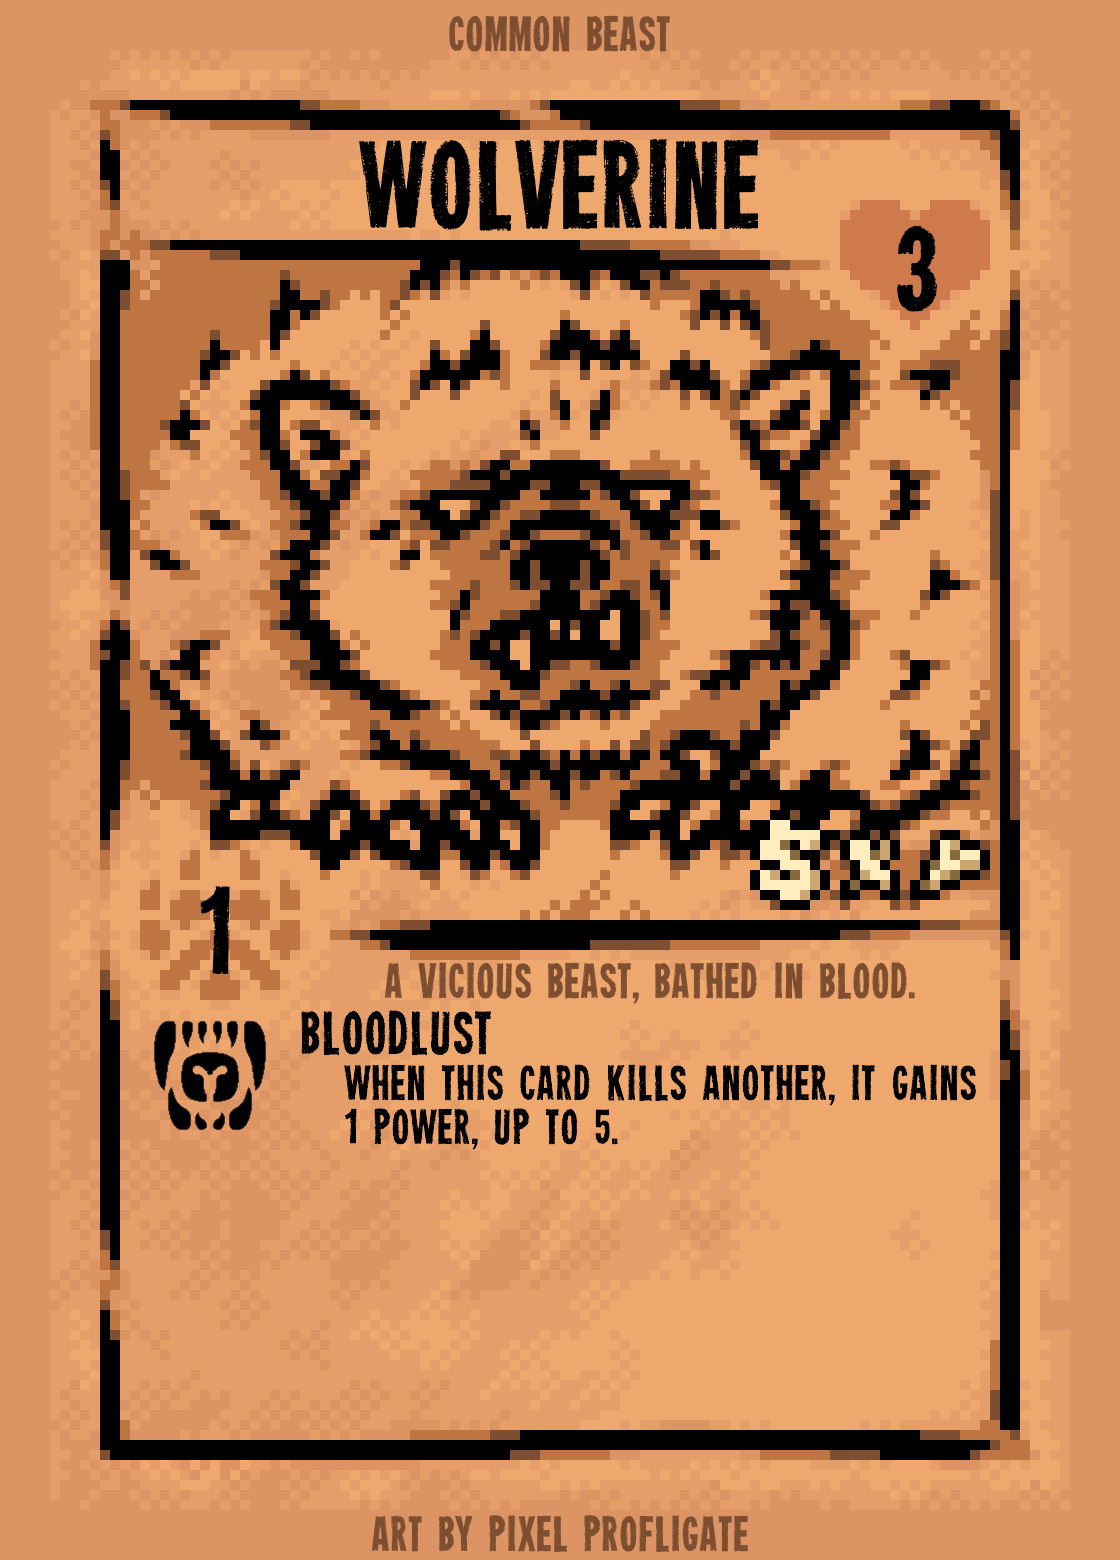 COMMON BEAST
WOLVERINE
3
1
A VICIOUS BEAST, BATHED IN BLOOD.
BLOODLUST
WHEN THIS CARD KILLS ANOTHER, IT GAINS
1 POWER, UP TO 5.
ART BY PIXEL PROFLIGATE